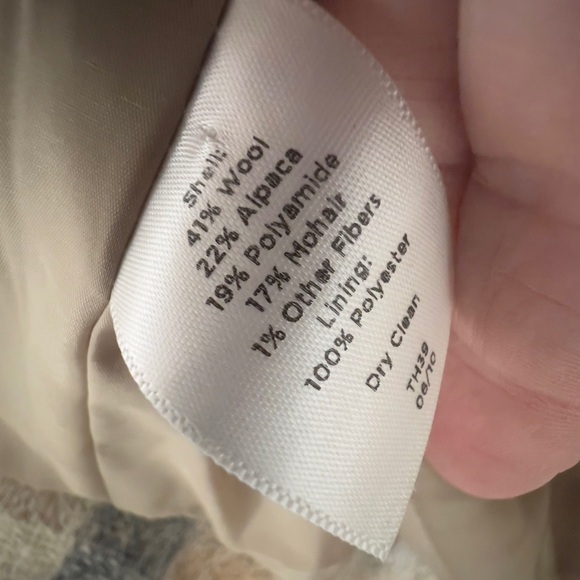 Shell:
41% Wool
22% Alpaca
19% Polyamide
17% Mohair
1% Other Fibers
Lining:
100% Polyester
Dry Clean
TH39
06/10